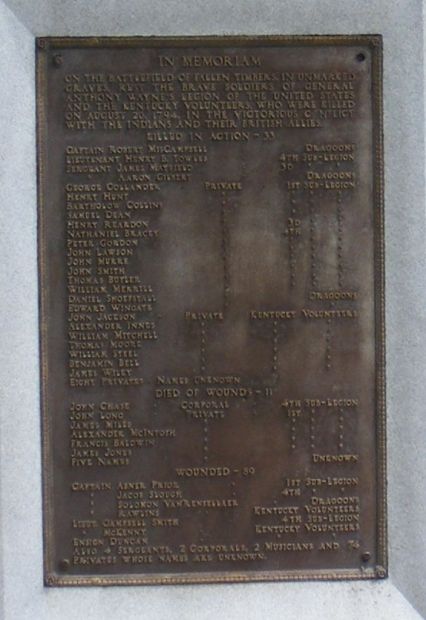 IN MEMORIAM
ON THE BATTLEFIELD OF FALLEN TIMBERS, IN UNMARKED
GRAVES, REST THE BRAVE SOLDIERS OF GENERAL
ANTHONY WAYNE'S LEGION OF THE UNITED STATES
AND THE KENTUCKY VOLUNTEERS, WHO WERE KILLED
ON AUGUST 20, 1794, IN THE VICTORIOUS C NFLICT
WITH THE INDIANS AND THEIR BRITISH ALLIES.
KILLED IN ACTION - 33
CAPTAIN ROBERT MISCAMPBELL DRAGOONS
LIEUTENANT HENRY B. TOWLES 4TH SUB-LEGION
SERGEANT JAMES MAYFIELD 3D "
" AARON GILBERT DRAGOONS
GEORGE COLLANDER PRIVATE 1ST SUB-LEGION
HENRY HUNT
BARTHOLOW COLLINS
SAMUEL DEAN
HENRY REARDON 3D
NATHANIEL BRACEY 4TH
PETER GORDON
JOHN LAWSON
JOHN MURRE
JOHN SMITH
THOMAS BUTLER
WILLIAM MERRILL
DANIEL SHOEFSTALL DRAGOONS
EDWARD WINGATE
JOHN JACKSON PRIVATE KENTUCKY VOLUNTEERS
ALEXANDER INNES
WILLIAM MITCHELL
THOMAS MOORE
WILLIAM STEEL
BENJAMIN BELL
JAMES WILEY
EIGHT PRIVATES NAMES UNKNOWN
DIED OF WOUNDS - 11
JOHN CHASE CORPORAL 4TH SUB-LEGION
JOHN LONG PRIVATE 1ST
JAMES MILES
ALEXANDER MCINTOSH
FRANCIS BALDWIN
JAMES JONES
FIVE NAMES UNKNOWN
WOUNDED - 89
CAPTAIN ABNER PRIOR 1ST SUB-LEGION
" JACOB SLOUGH 4TH "
" SOLOMON VANRENSELLAER DRAGOONS
" RAWLINS KENTUCKY VOLUNTEERS
LIEUT CAMPBELL SMITH 4TH SUB-LEGION
" MCKENNY KENTUCKY VOLUNTEERS
ENSIGN DUNCAN
ALSO 4 SERGEANTS, 2 CORPORALS, 2 MUSICIANS AND 74
PRIVATES WHOSE NAMES ARE UNKNOWN.